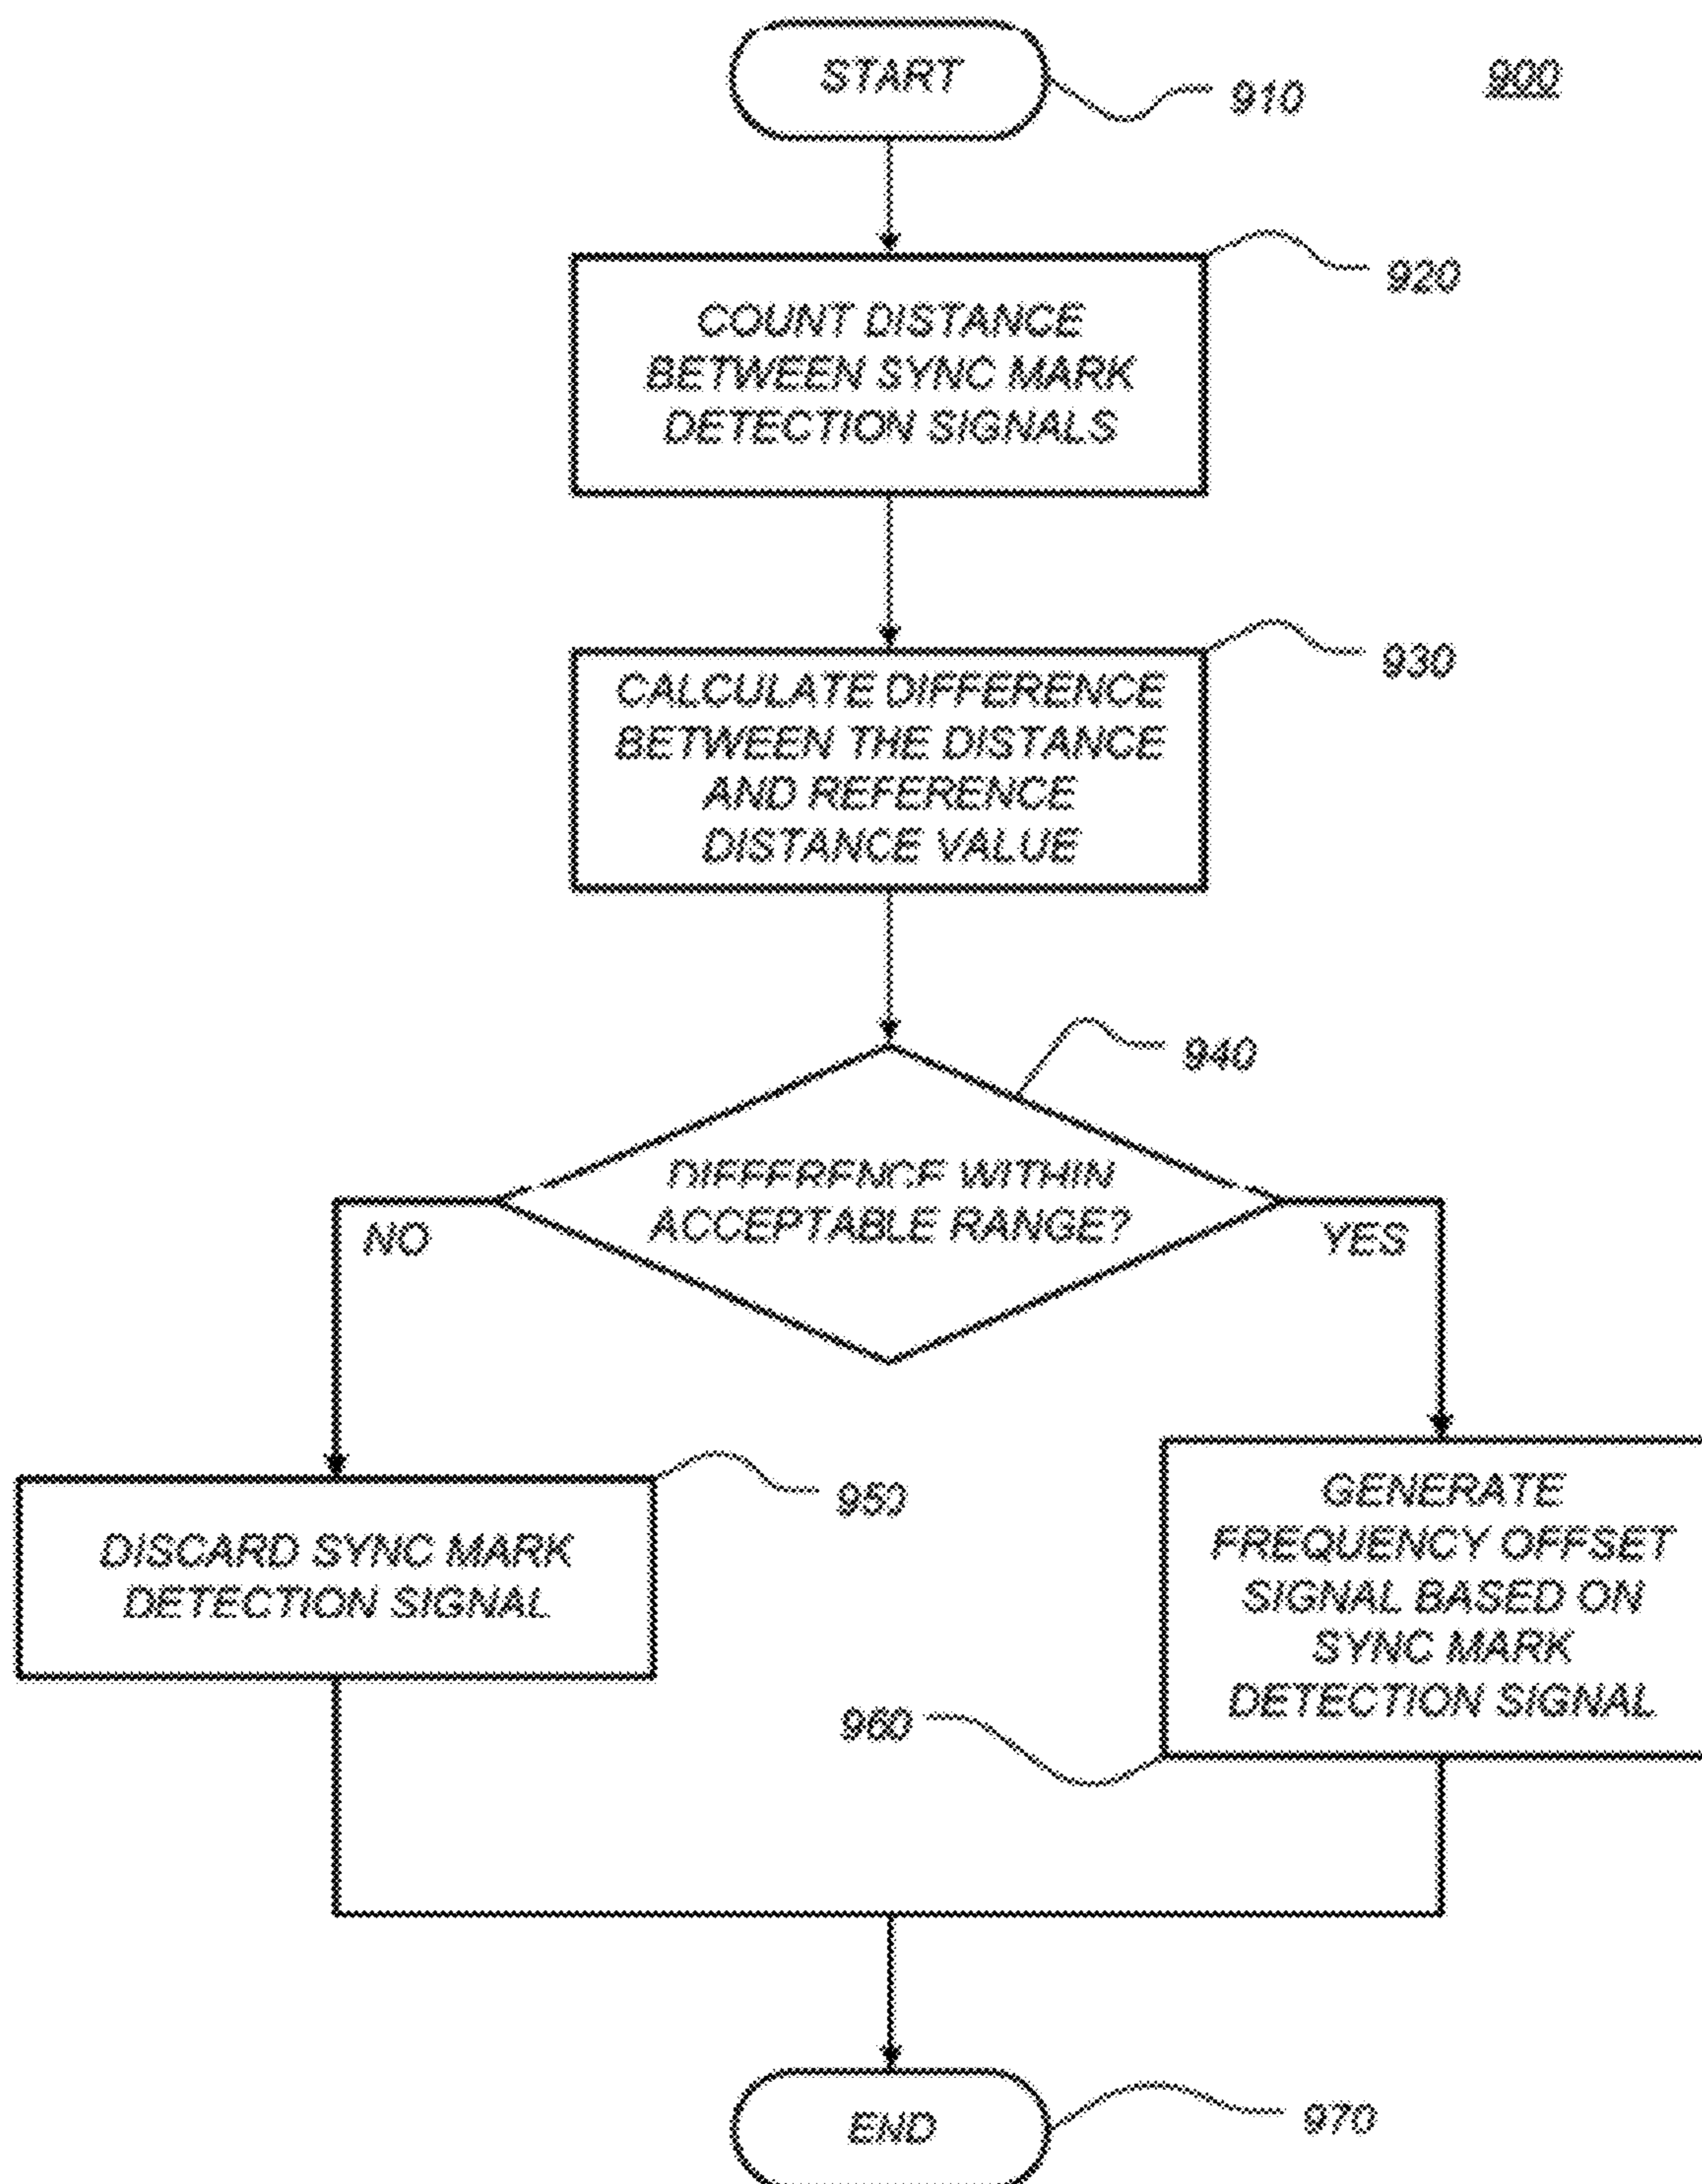 START
910
900
COUNT DISTANCE
BETWEEN SYNC MARK
DETECTION SIGNALS
920
CALCULATE DIFFERENCE
BETWEEN THE DISTANCE
AND REFERENCE
DISTANCE VALUE
930
940
DIFFERENCE WITHIN
ACCEPTABLE RANGE?
NO
YES
DISCARD SYNC MARK
DETECTION SIGNAL
950
GENERATE
FREQUENCY OFFSET
SIGNAL BASED ON
SYNC MARK
DETECTION SIGNAL
960
END
970